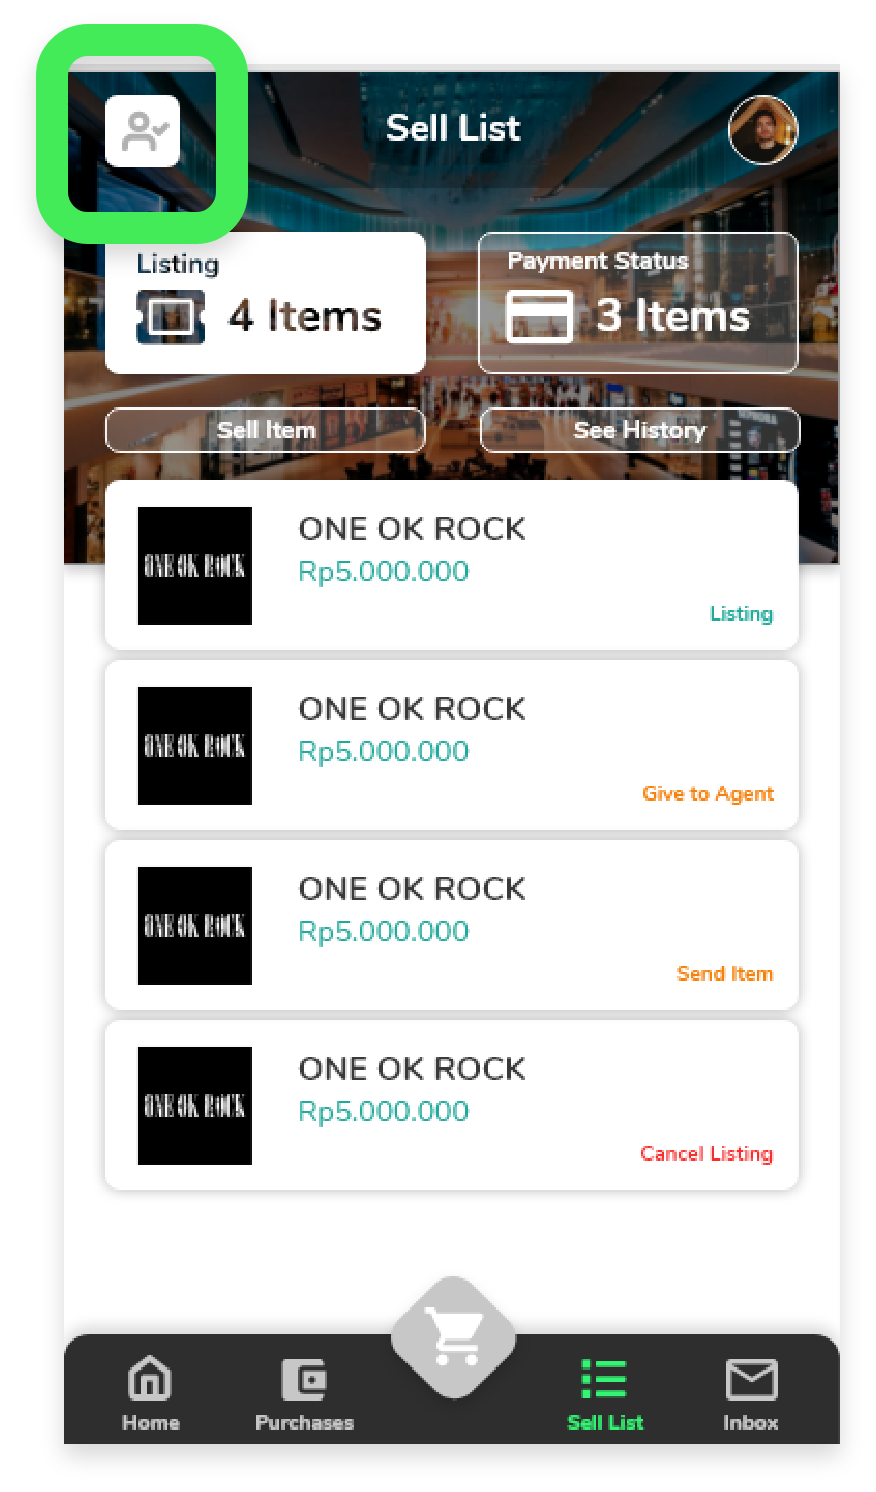 Sell List
Listing
4 Items
Payment Status
3 Items
Sell Item
See History
ONE OK ROCK
ONE OK ROCK
Rp5.000.000
Listing
ONE OK ROCK
ONE OK ROCK
Rp5.000.000
Give to Agent
ONE OK ROCK
ONE OK ROCK
Rp5.000.000
Send Item
ONE OK ROCK
ONE OK ROCK
Rp5.000.000
Cancel Listing
Home
Purchases
Sell List
Inbox